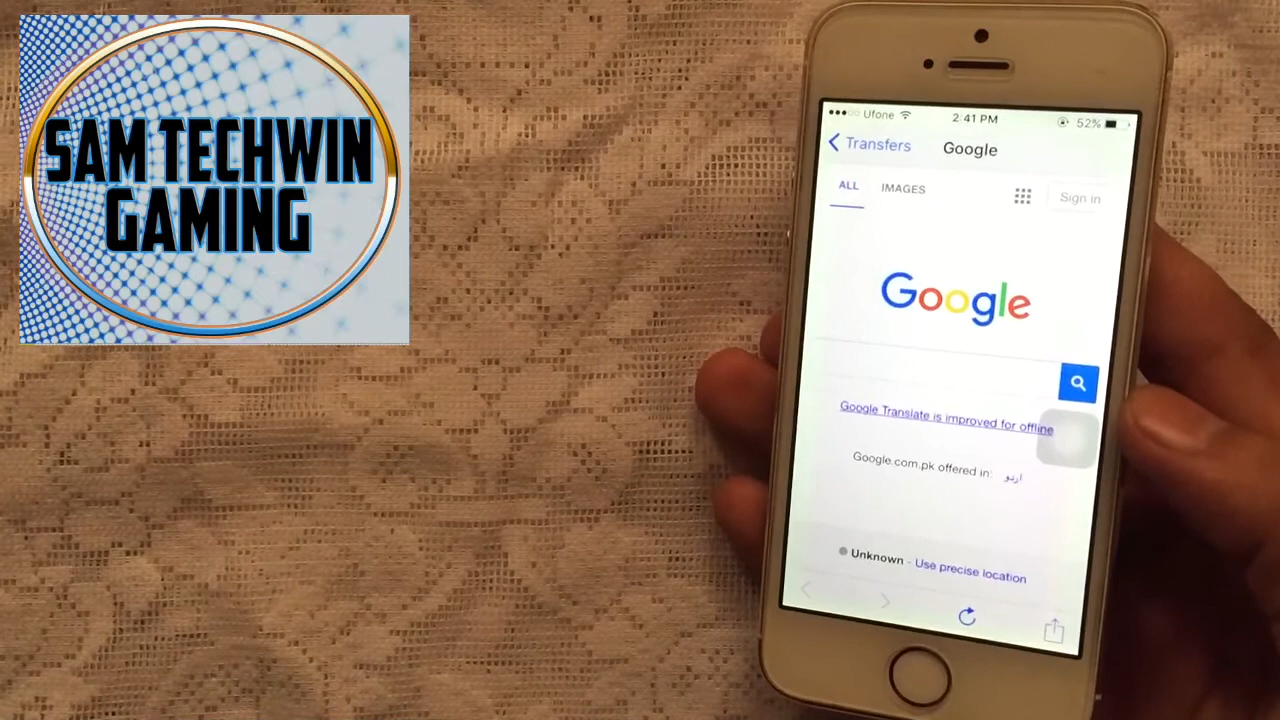 SAM TECHWIN
GAMING
Ufone 2:41 PM 52%
Transfers Google
ALL IMAGES Sign in
Google
Google Translate is improved for offline
Google.com.pk offered in: اردو
Unknown - Use precise location